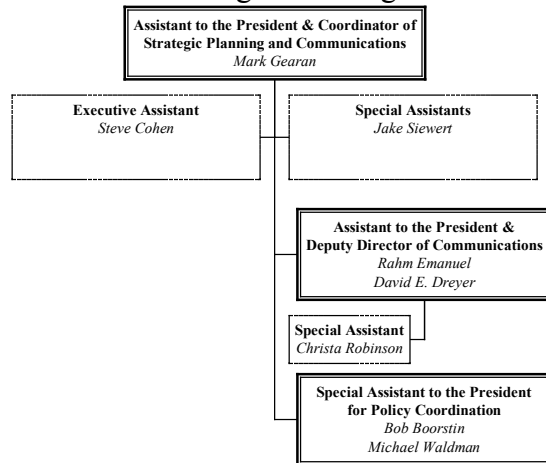 Assistant to the President & Coordinator of
Strategic Planning and Communications
Mark Gearan
Executive Assistant
Steve Cohen
Special Assistants
Jake Siewert
Assistant to the President &
Deputy Director of Communications
Rahm Emanuel
David E. Dreyer
Special Assistant
Christa Robinson
Special Assistant to the President
for Policy Coordination
Bob Boorstin
Michael Waldman